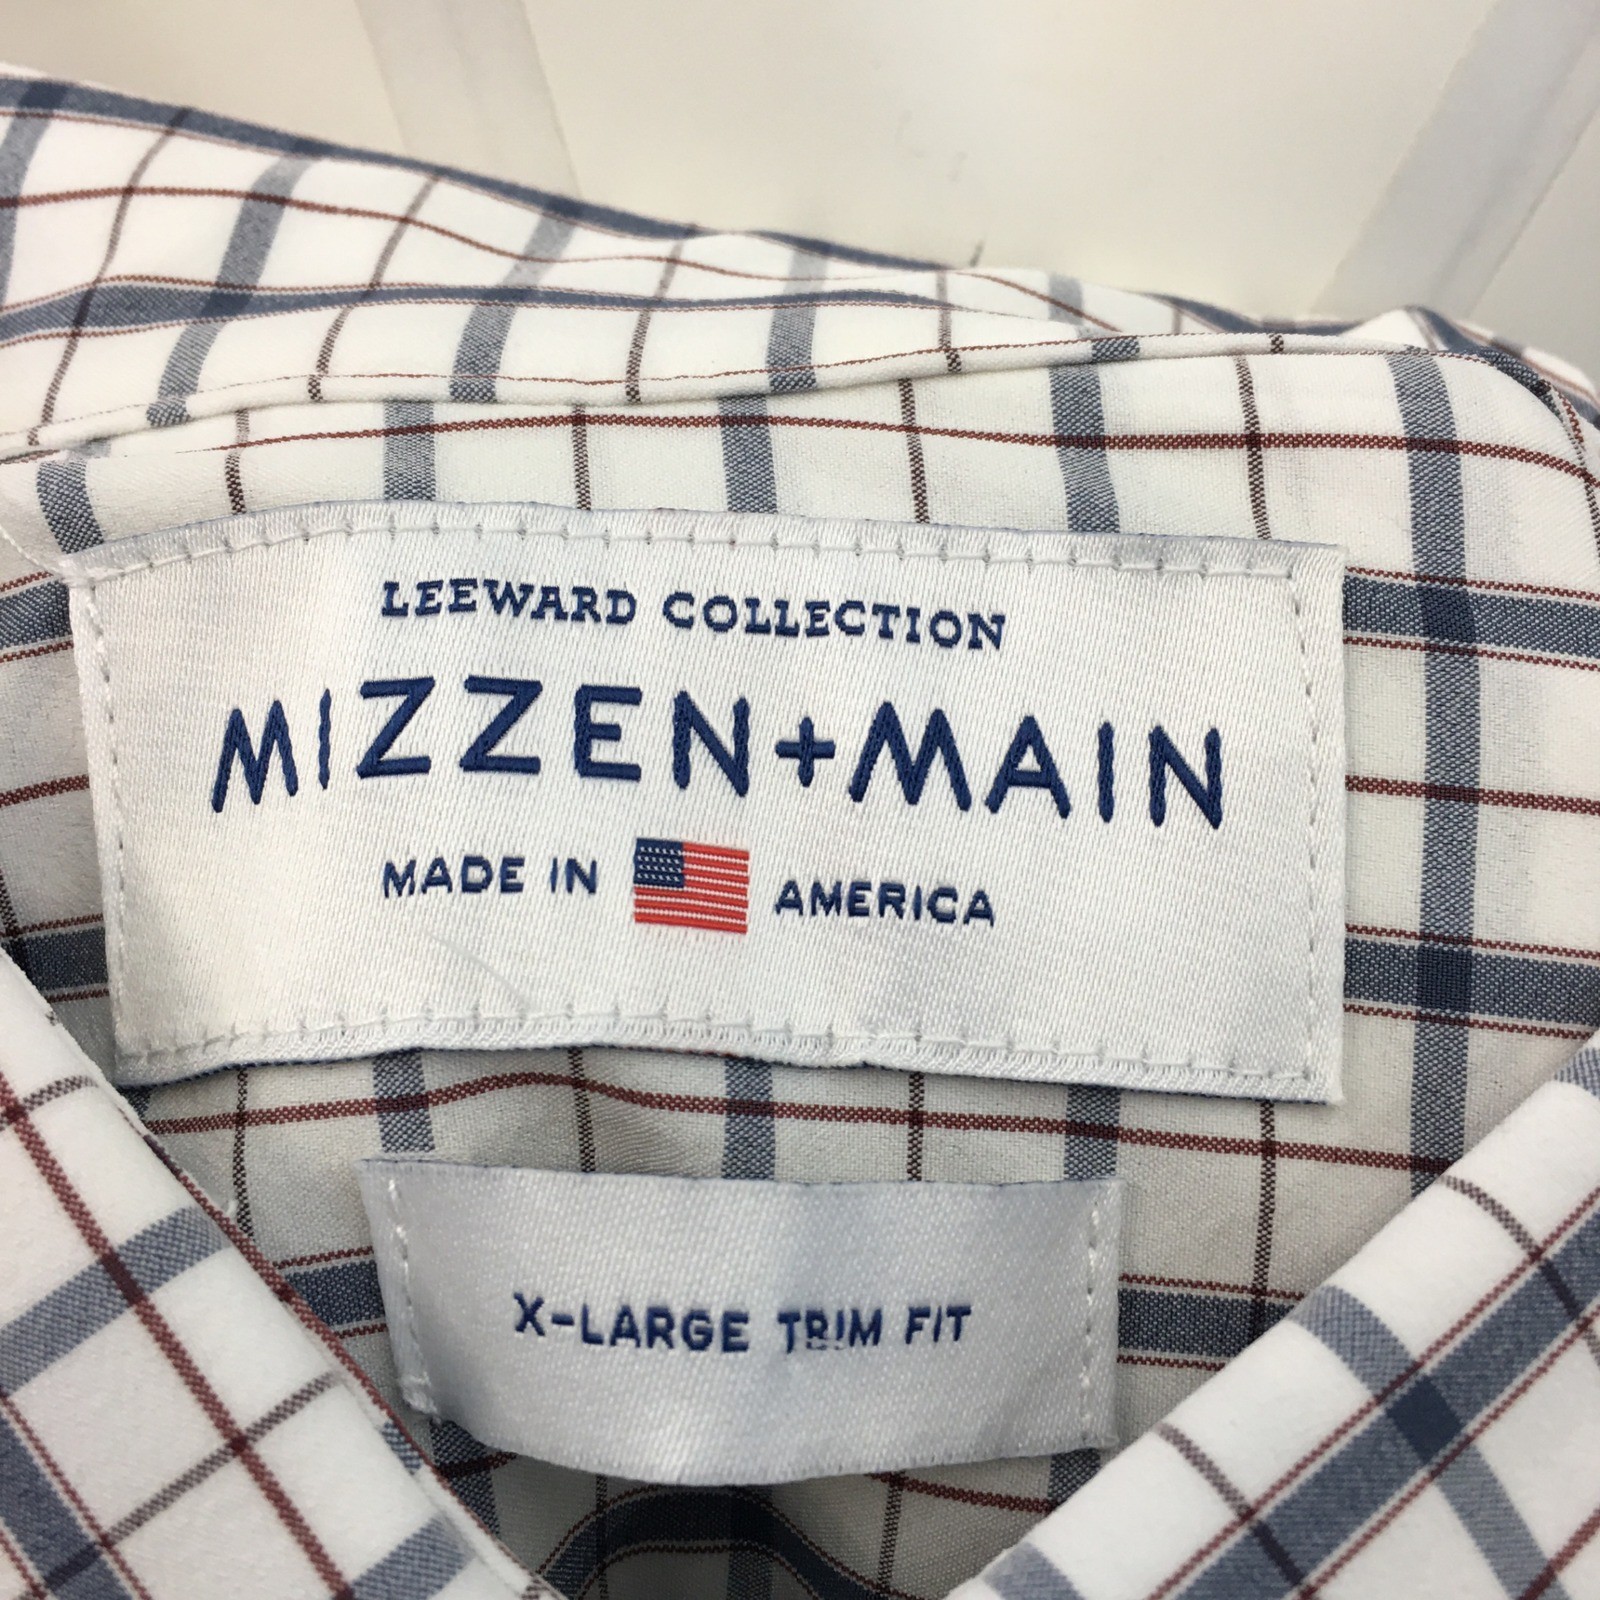 LEEWARD COLLECTION
MIZZEN+MAIN
MADE IN AMERICA
X-LARGE TRIM FIT